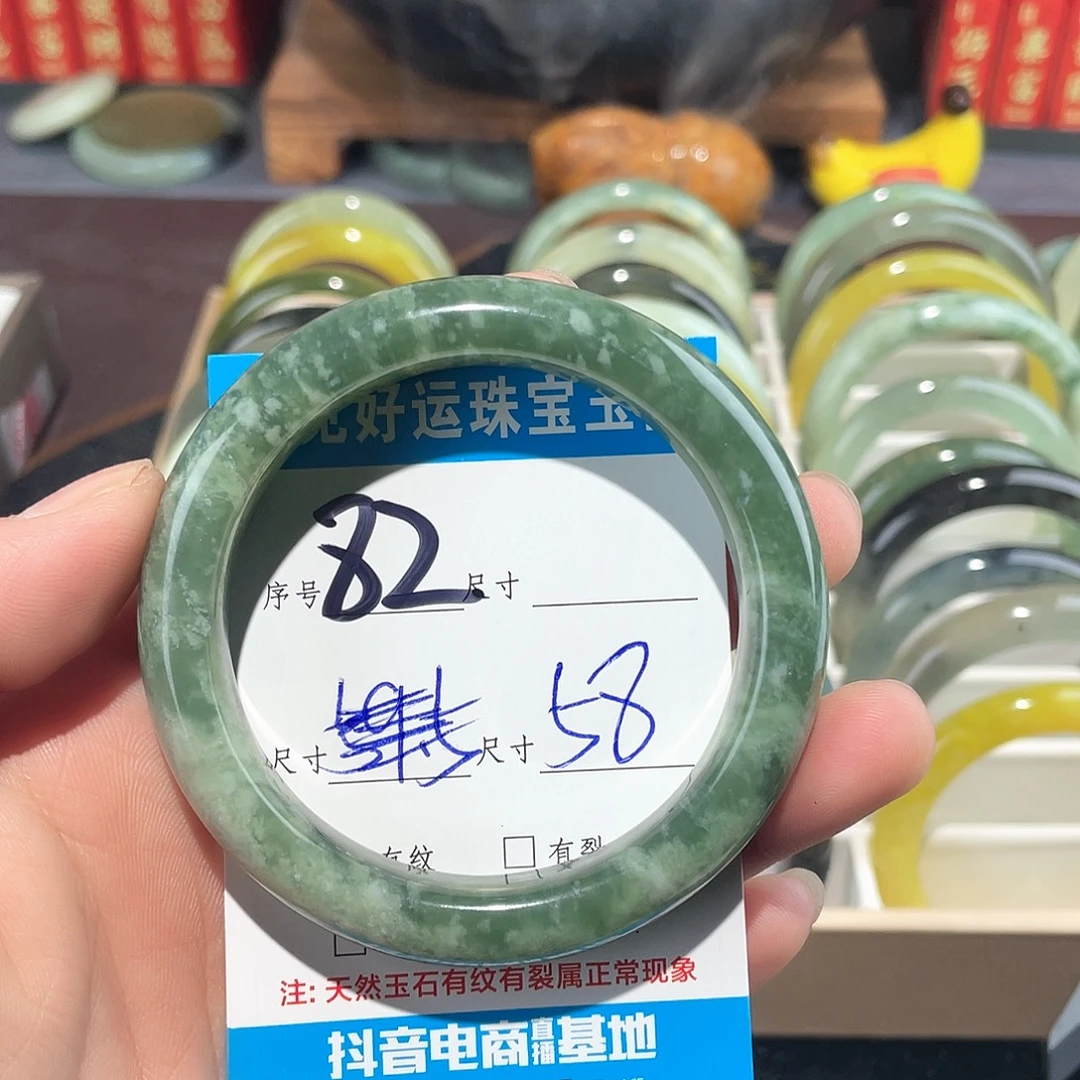 好运珠宝玉
序号 82 尺寸
尺寸 尺寸 58
有纹 有裂
注: 天然玉石有纹有裂属正常现象
抖音电商直播基地